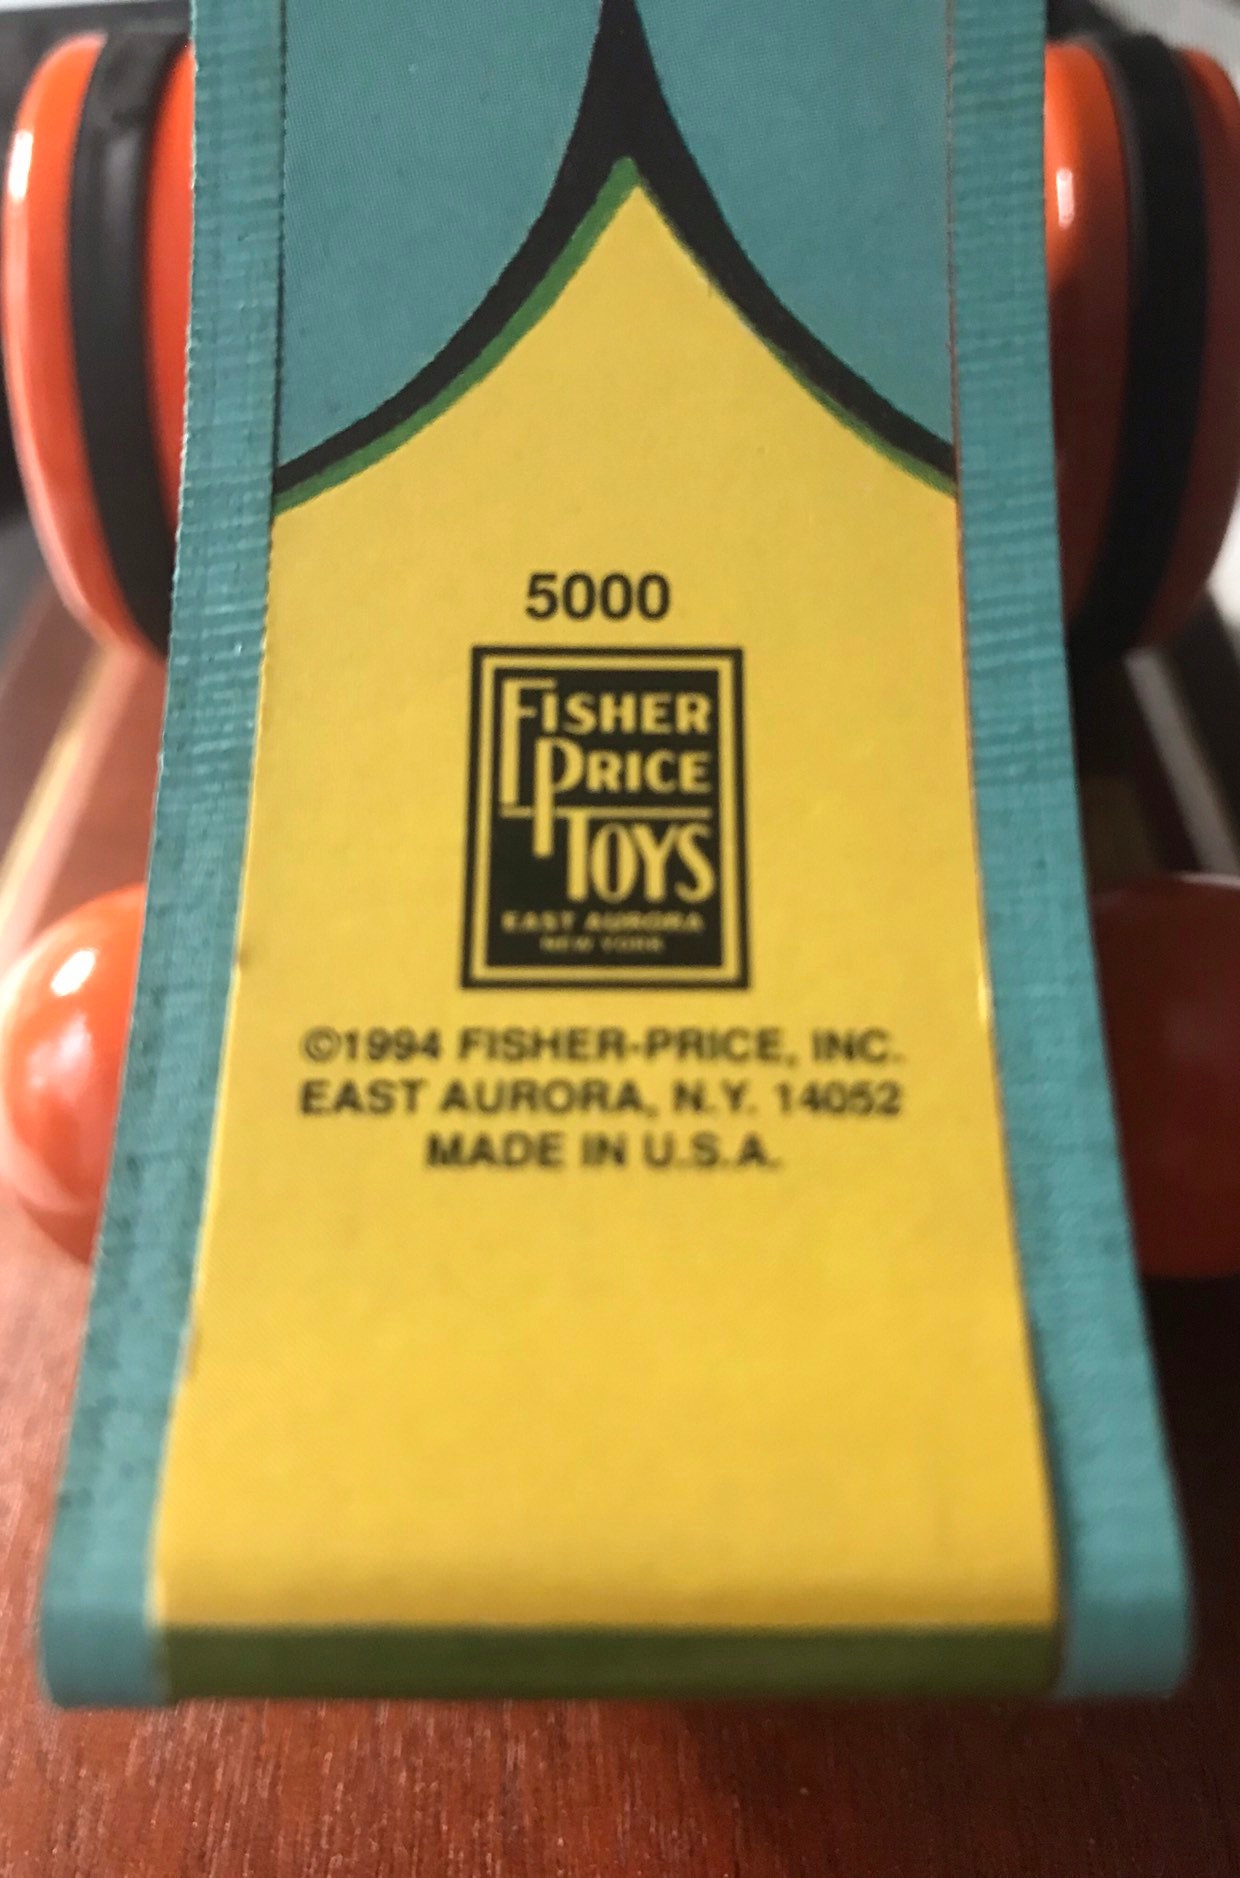 5000
FISHER
PRICE
TOYS
EAST AURORA
NEW YORK
©1994 FISHER-PRICE, INC.
EAST AURORA, N.Y. 14052
MADE IN U.S.A.